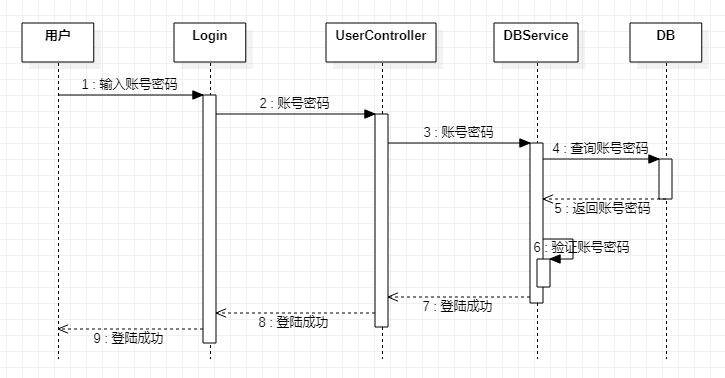 用户
Login
UserController
DBService
DB
1 : 输入账号密码
2 : 账号密码
3 : 账号密码
4 : 查询账号密码
5 : 返回账号密码
6 : 验证账号密码
7 : 登陆成功
8 : 登陆成功
9 : 登陆成功